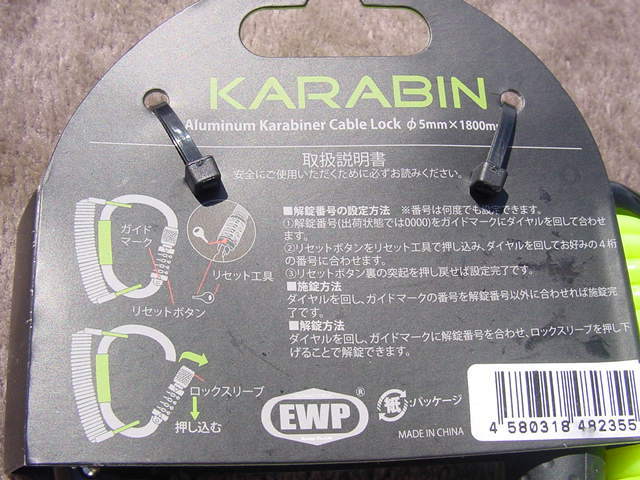 KARABIN
Aluminum Karabiner Cable Lock φ5mm×1800mm
取扱説明書
安全にご使用いただくために必ずお読みください。
ガイド
マーク
リセット工具
リセットボタン
ロックスリーブ
押し込む
■解錠番号の設定方法 ※番号は何度でも設定できます。
①解錠番号(出荷状態では0000)をガイドマークにダイヤルを回して合わせ
ます。
②リセットボタンをリセット工具で押し込み、ダイヤルを回してお好みの4桁
の番号に合わせます。
③リセットボタン裏の突起を押し戻せば設定完了です。
■施錠方法
ダイヤルを回し、ガイドマークの番号を解錠番号以外に合わせれば施錠完
了です。
■解錠方法
ダイヤルを回し、ガイドマークに解錠番号を合わせ、ロックスリーブを押し下
げることで解錠できます。
EWP ®
紙 :パッケージ
MADE IN CHINA
4 580318 482355